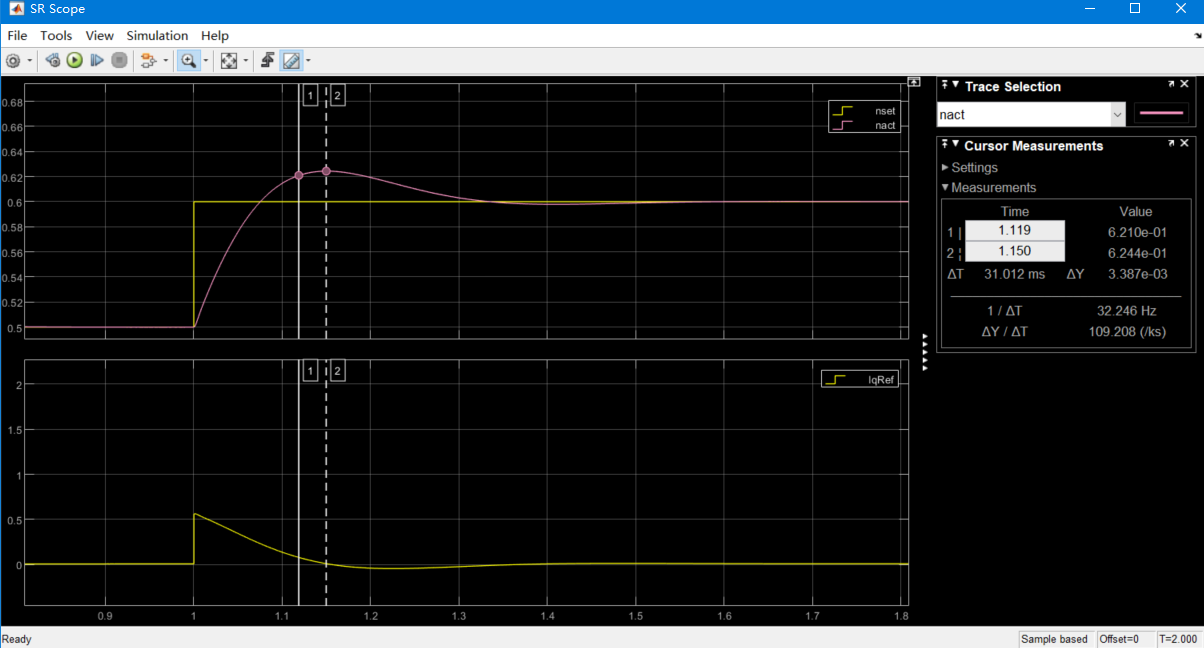 SR Scope
File Tools View Simulation Help
1 2
0.68
0.66
0.64
0.62
0.6
0.58
0.56
0.54
0.52
0.5
nset
nact
1 2
2
1.5
1
0.5
0
IqRef
0.9 1 1.1 1.2 1.3 1.4 1.5 1.6 1.7 1.8
Trace Selection
nact
Cursor Measurements
Settings
Measurements
Time Value
1 | 1.119 6.210e-01
2 ¦ 1.150 6.244e-01
ΔT 31.012 ms ΔY 3.387e-03
1 / ΔT 32.246 Hz
ΔY / ΔT 109.208 (/ks)
Ready
Sample based Offset=0 T=2.000